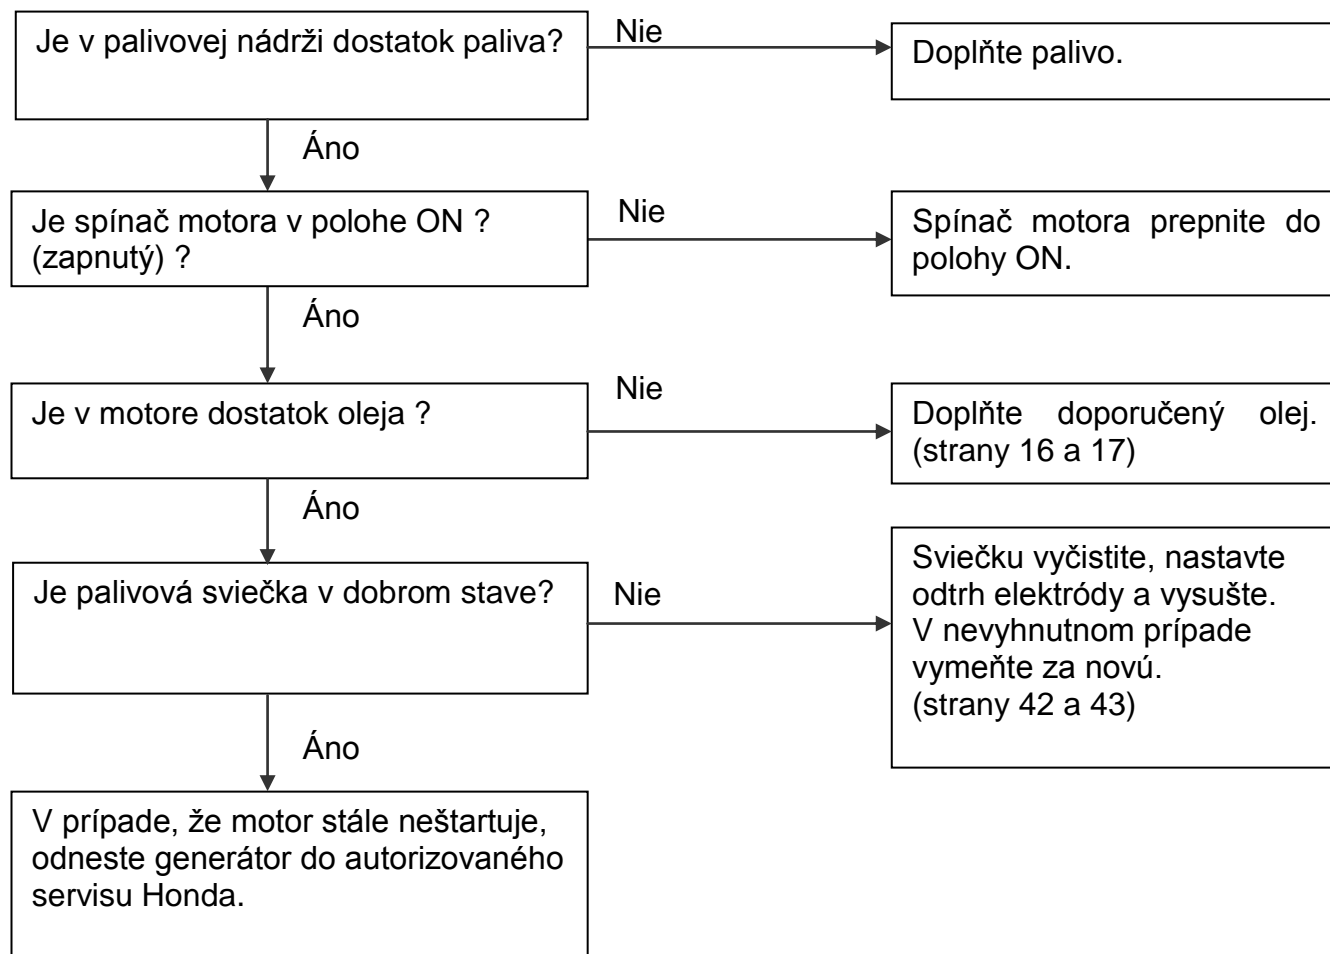 Je v palivovej nádrži dostatok paliva?
Nie
Doplňte palivo.
Áno
Je spínač motora v polohe ON ?
(zapnutý) ?
Nie
Spínač motora prepnite do
polohy ON.
Áno
Je v motore dostatok oleja ?
Nie
Doplňte doporučený olej.
(strany 16 a 17)
Áno
Je palivová sviečka v dobrom stave?
Nie
Sviečku vyčistite, nastavte
odtrh elektródy a vysušte.
V nevyhnutnom prípade
vymeňte za novú.
(strany 42 a 43)
Áno
V prípade, že motor stále neštartuje,
odneste generátor do autorizovaného
servisu Honda.